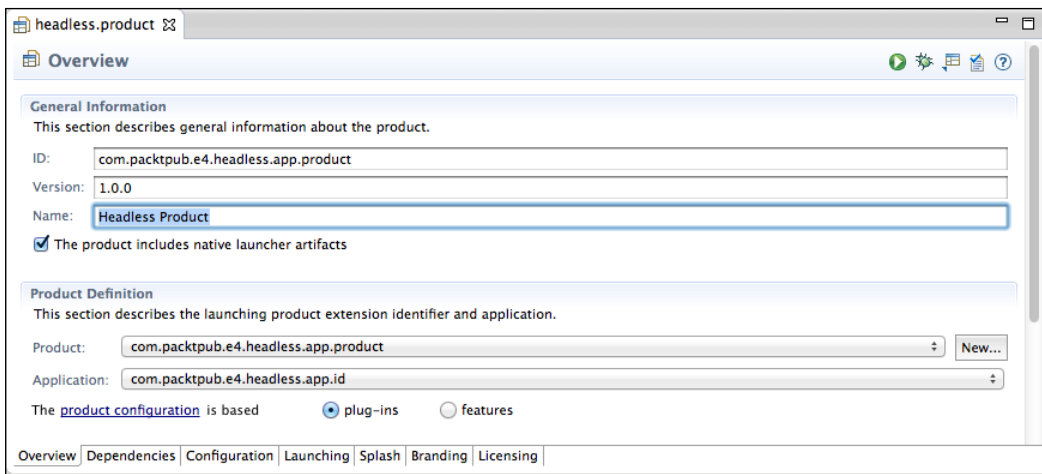 headless.product
Overview
General Information
This section describes general information about the product.
ID: com.packtpub.e4.headless.app.product
Version: 1.0.0
Name: Headless Product
The product includes native launcher artifacts
Product Definition
This section describes the launching product extension identifier and application.
Product: com.packtpub.e4.headless.app.product New...
Application: com.packtpub.e4.headless.app.id
The product configuration is based plug-ins features
Overview Dependencies Configuration Launching Splash Branding Licensing